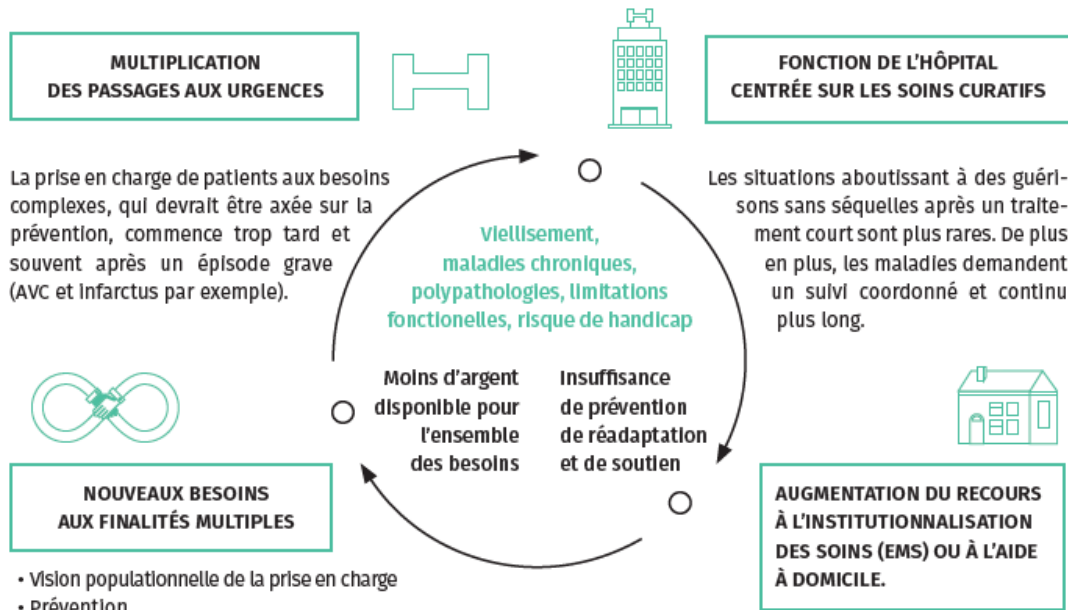 MULTIPLICATION
DES PASSAGES AUX URGENCES
FONCTION DE L'HÔPITAL
CENTRÉE SUR LES SOINS CURATIFS
La prise en charge de patients aux besoins
complexes, qui devrait être axée sur la
prévention, commence trop tard et
souvent après un épisode grave
(AVC et infarctus par exemple).
Les situations aboutissant à des guéri-
sons sans séquelles après un traite-
ment court sont plus rares. De plus
en plus, les maladies demandent
un suivi coordonné et continu
plus long.
Viellisement,
maladies chroniques,
polypathologies, limitations
fonctionelles, risque de handicap
Moins d'argent
disponible pour
l'ensemble
des besoins
Insuffisance
de prévention
de réadaptation
et de soutien
NOUVEAUX BESOINS
AUX FINALITÉS MULTIPLES
AUGMENTATION DU RECOURS
À L'INSTITUTIONNALISATION
DES SOINS (EMS) OU À L'AIDE
À DOMICILE.
• Vision populationnelle de la prise en charge
• Prévention